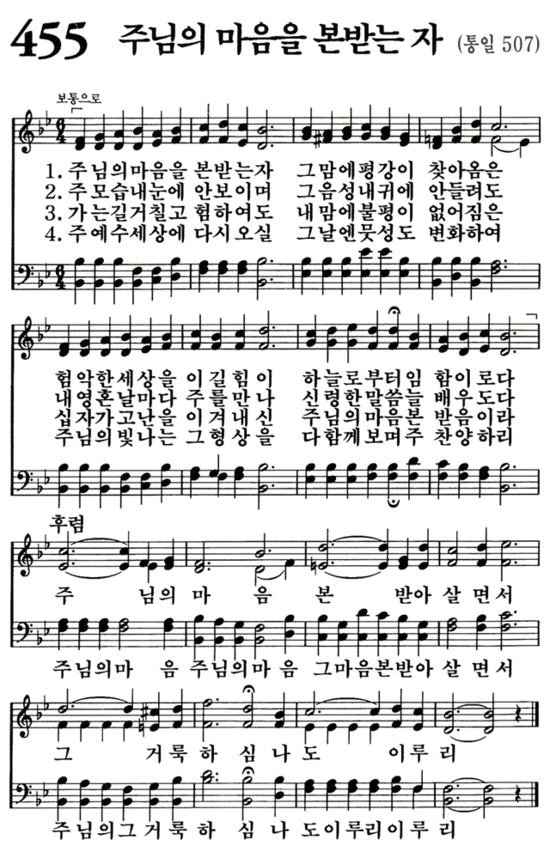 455 주님의 마음을 본받는 자 (통일 507)
보통으로
1. 주님의마음을 본받는자 그맘에평강이 찾아옴은
2. 주모습내눈에 안보이며 그음성내귀에 안들려도
3. 가는길거칠고 험하여도 내맘에불평이 없어짐은
4. 주예수세상에 다시오실 그날엔뭇성도 변화하여
험악한세상을 이길힘이 하늘로부터임 함이로다
내영혼날마다 주를만나 신령한말씀늘 배우도다
십자가고난을 이겨내신 주님의마음본 받음이라
주님의빛나는 그형상을 다함께보며주 찬양하리
후렴
주 님의 마 음 본 받아 살 면 서
주님의마 음 주님의마 음 그마음본받아 살 면 서
그 거룩 하 심 나 도 이루 리
주님의그거룩 하 심 나 도이루리이루 리